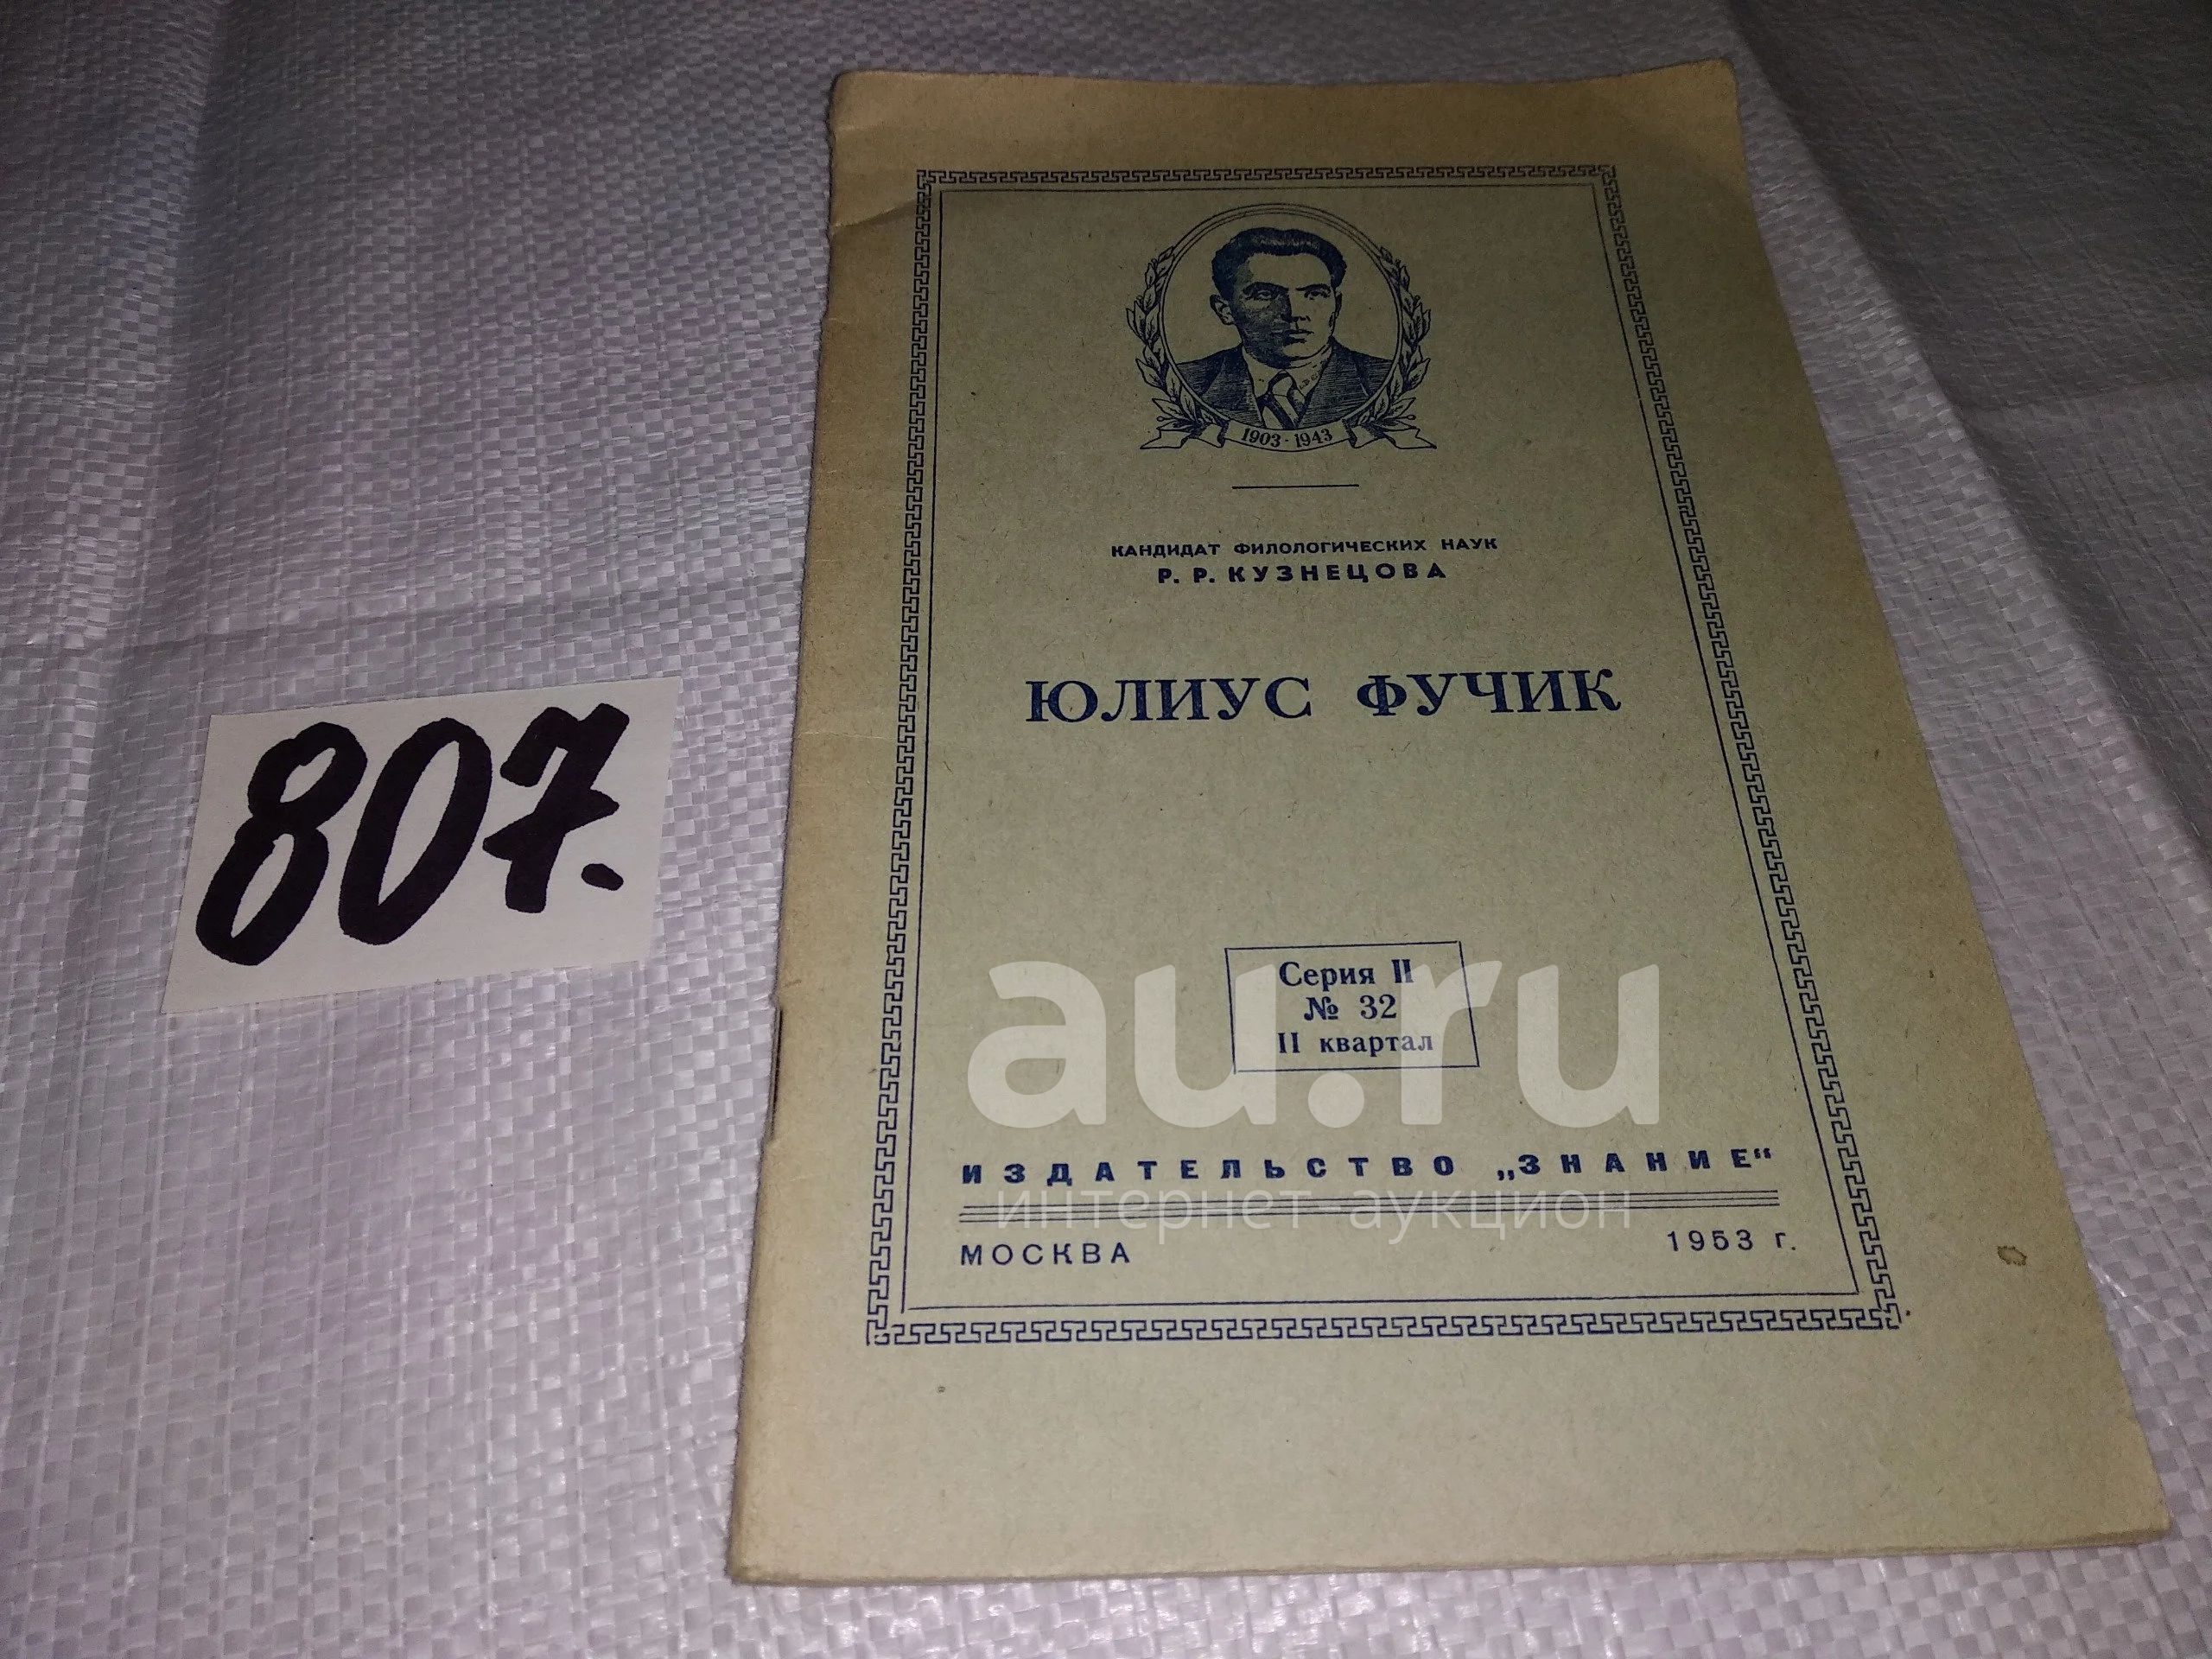 807.
1903 - 1943
КАНДИДАТ ФИЛОЛОГИЧЕСКИХ НАУК
Р. Р. КУЗНЕЦОВА
ЮЛИУС ФУЧИК
Серия II
№ 32
II квартал
au.ru
ИЗДАТЕЛЬСТВО „ЗНАНИЕ“
интернет-аукцион
МОСКВА 1953 г.